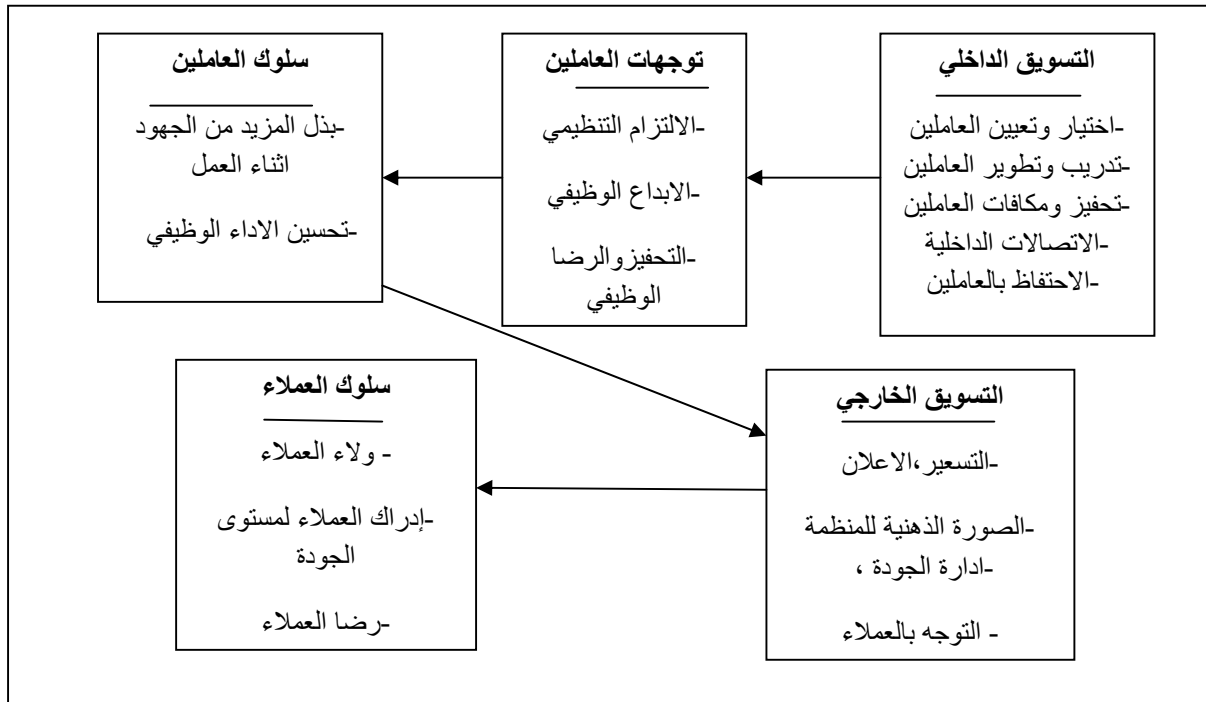 التسويق الداخلي
-اختيار وتعيين العاملين
-تدريب وتطوير العاملين
-تحفيز ومكافات العاملين
-الاتصالات الداخلية
-الاحتفاظ بالعاملين
توجهات العاملين
-الالتزام التنظيمي
-الابداع الوظيفي
-التحفيزوالرضا
الوظيفي
سلوك العاملين
-بذل المزيد من الجهود
اثناء العمل
-تحسين الاداء الوظيفي
التسويق الخارجي
-التسعير،الاعلان
-الصورة الذهنية للمنظمة
-ادارة الجودة ،
- التوجه بالعملاء
سلوك العملاء
- ولاء العملاء
-إدراك العملاء لمستوى
الجودة
-رضا العملاء